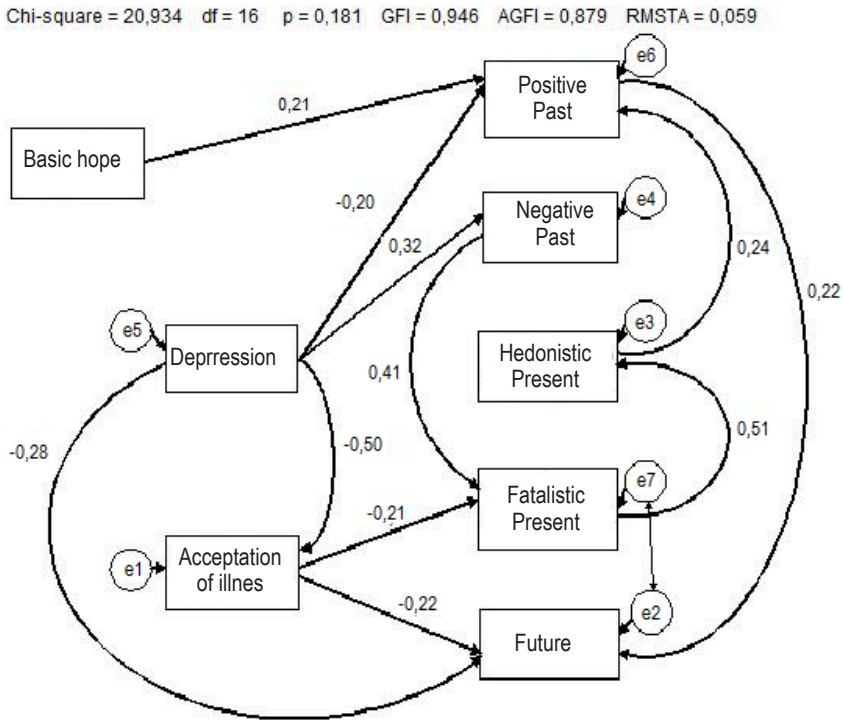 Chi-square = 20,934 df = 16 p = 0,181 GFI = 0,946 AGFI = 0,879 RMSTA = 0,059
e6
Positive
Past
0,21
Basic hope
-0,20
Negative
Past
e4
0,32
0,24
0,22
e3
e5
Deprression
Hedonistic
Present
0,41
-0,28
-0,50
0,51
e7
Fatalistic
Present
-0,21
e1
Acceptation
of illnes
-0,22
e2
Future